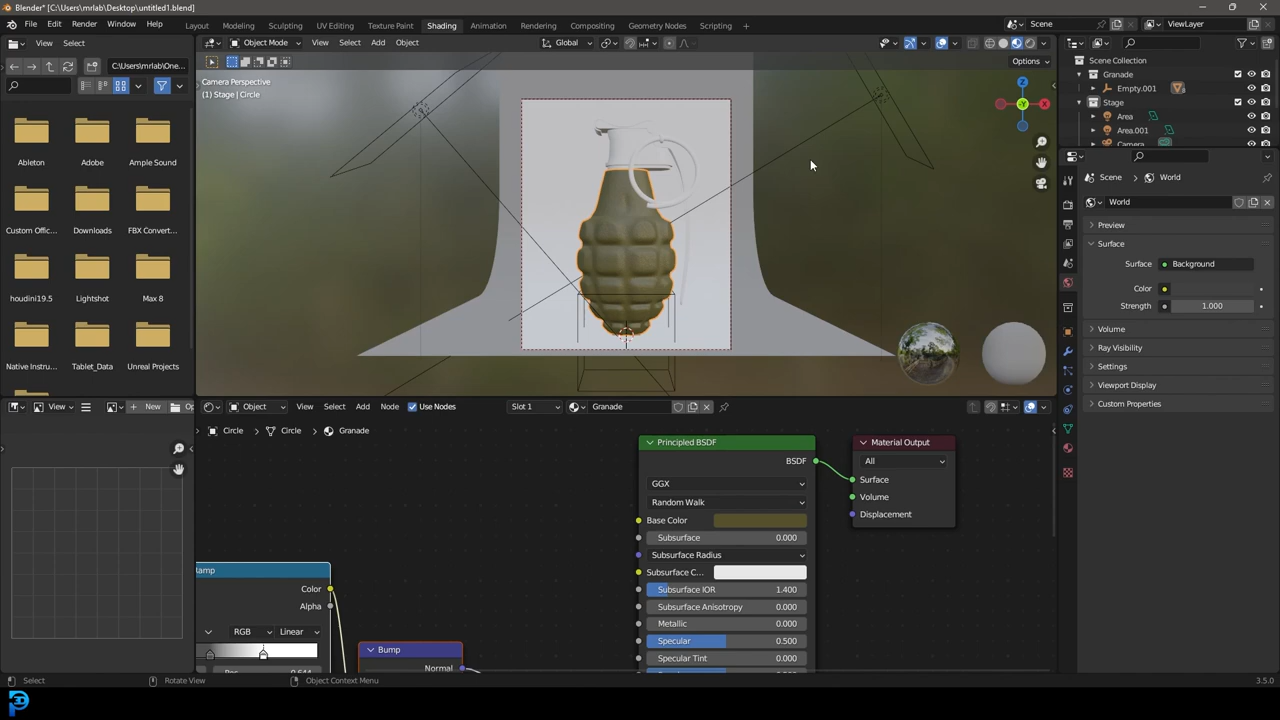 Blender* [C:\Users\mrlab\Desktop\untitled1.blend]
File Edit Render Window Help Layout Modeling Sculpting UV Editing Texture Paint Shading Animation Rendering Compositing Geometry Nodes Scripting + Scene ViewLayer
View Select
Object Mode View Select Add Object Global
C:\Users\mrlab\One...
Options
Camera Perspective
(1) Stage | Circle
Z
Y
X
Scene Collection
Granade
Empty.001
Stage
Area
Area.001
Camera
Scene World
World
Preview
Surface
Surface Background
Color
Strength 1.000
Volume
Ray Visibility
Settings
Viewport Display
Custom Properties
Ableton Adobe Ample Sound
Custom Offic... Downloads FBX Convert...
houdini19.5 Lightshot Max 8
Native Instru... Tablet_Data Unreal Projects
View New Op
Object View Select Add Node Use Nodes Slot 1 Granade
Circle Circle Granade
Principled BSDF
BSDF
GGX
Random Walk
Base Color
Subsurface 0.000
Subsurface Radius
Subsurface C...
Subsurface IOR 1.400
Subsurface Anisotropy 0.000
Metallic 0.000
Specular 0.500
Specular Tint 0.000
Material Output
All
Surface
Volume
Displacement
Ramp
Color
Alpha
RGB Linear
Bump
Normal
Select Rotate View Object Context Menu 3.5.0